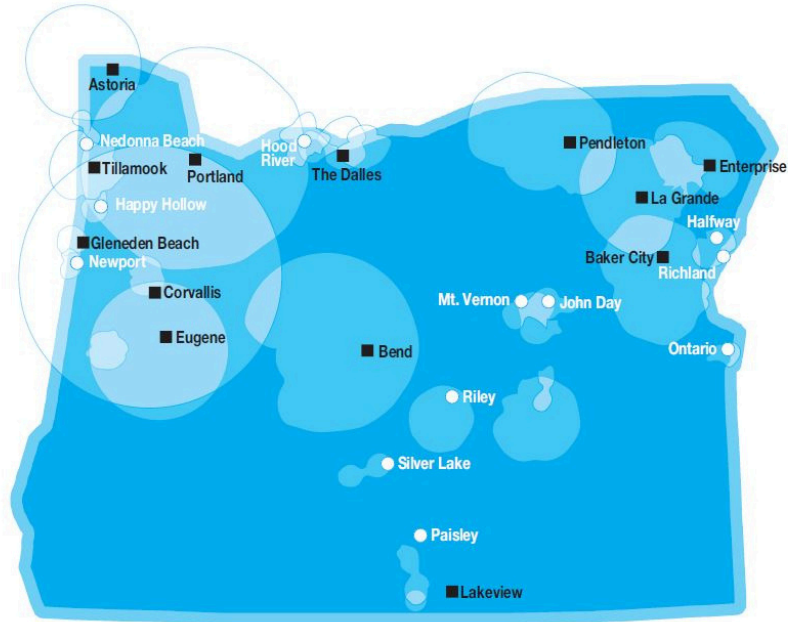 Astoria
Nedonna Beach
Hood
River
Pendleton
Tillamook
Portland
The Dalles
Enterprise
La Grande
Happy Hollow
Halfway
Gleneden Beach
Baker City
Newport
Richland
Corvallis
Mt. Vernon
John Day
Eugene
Bend
Ontario
Riley
Silver Lake
Paisley
Lakeview